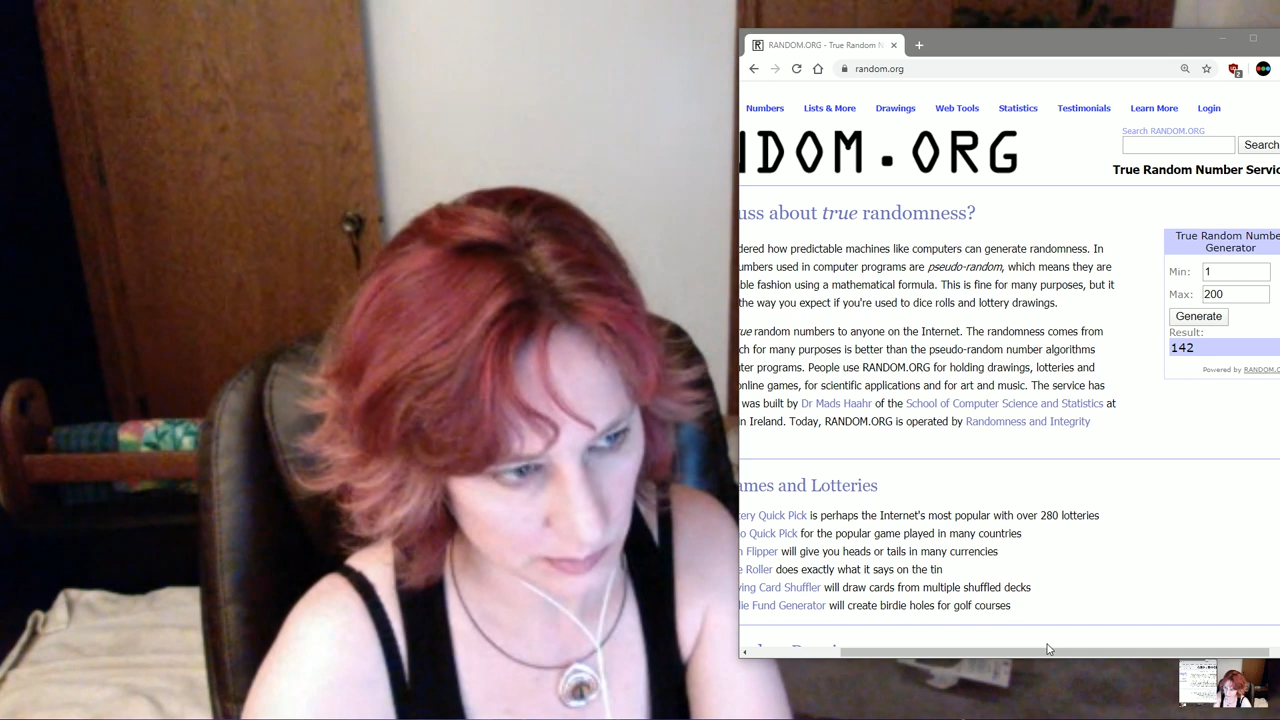 RANDOM.ORG - True Random N
random.org
2
Numbers Lists & More Drawings Web Tools Statistics Testimonials Learn More Login
Search RANDOM.ORG
NDOM.ORG
Search
True Random Number Servic
uss about true randomness?
dered how predictable machines like computers can generate randomness. In
umbers used in computer programs are pseudo-random, which means they are
ble fashion using a mathematical formula. This is fine for many purposes, but it
the way you expect if you're used to dice rolls and lottery drawings.
rue random numbers to anyone on the Internet. The randomness comes from
ch for many purposes is better than the pseudo-random number algorithms
ter programs. People use RANDOM.ORG for holding drawings, lotteries and
online games, for scientific applications and for art and music. The service has
was built by Dr Mads Haahr of the School of Computer Science and Statistics at
in Ireland. Today, RANDOM.ORG is operated by Randomness and Integrity
True Random Numbe
Generator
Min: 1
Max: 200
Generate
Result:
142
Powered by RANDOM.O
ames and Lotteries
tery Quick Pick is perhaps the Internet's most popular with over 280 lotteries
o Quick Pick for the popular game played in many countries
n Flipper will give you heads or tails in many currencies
e Roller does exactly what it says on the tin
ying Card Shuffler will draw cards from multiple shuffled decks
die Fund Generator will create birdie holes for golf courses